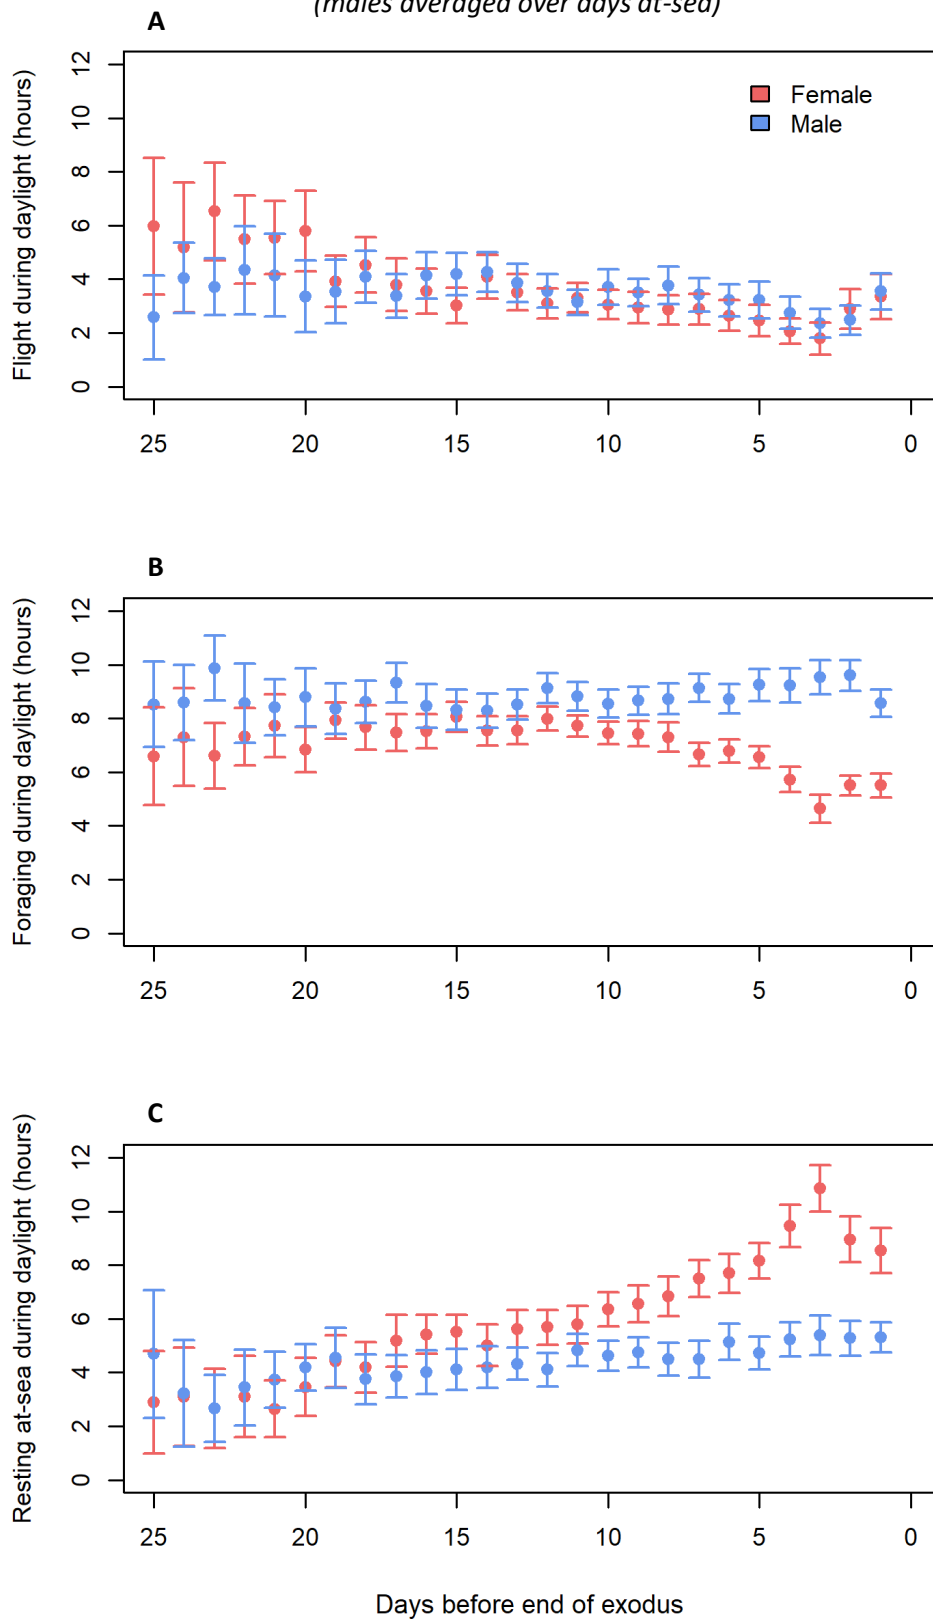 (males averaged over days at-sea)
A
Flight during daylight (hours)
12
10
8
6
4
2
0
Female
Male
25 20 15 10 5 0
B
Foraging during daylight (hours)
12
10
8
6
4
2
0
25 20 15 10 5 0
C
Resting at-sea during daylight (hours)
12
10
8
6
4
2
0
25 20 15 10 5 0
Days before end of exodus